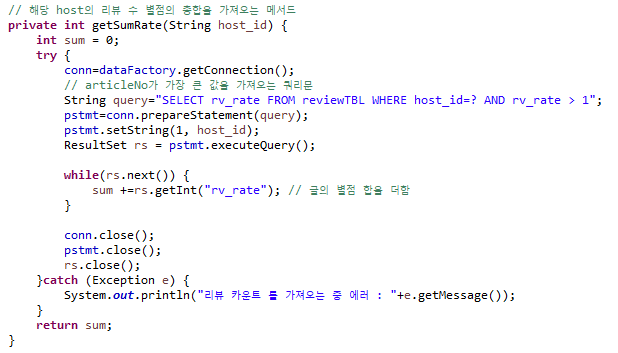 // 해당 host의 리뷰 수 별점의 총합을 가져오는 메서드
private int getSumRate(String host_id) {
    int sum = 0;
    try {
        conn=dataFactory.getConnection();
        // articleNo가 가장 큰 값을 가져오는 쿼리문
        String query="SELECT rv_rate FROM reviewTBL WHERE host_id=? AND rv_rate > 1";
        pstmt=conn.prepareStatement(query);
        pstmt.setString(1, host_id);
        ResultSet rs = pstmt.executeQuery();

        while(rs.next()) {
            sum +=rs.getInt("rv_rate"); // 글의 별점 합을 더함
        }

        conn.close();
        pstmt.close();
        rs.close();
    }catch (Exception e) {
        System.out.println("리뷰 카운트 를 가져오는 중 에러 : "+e.getMessage());
    }
    return sum;
}